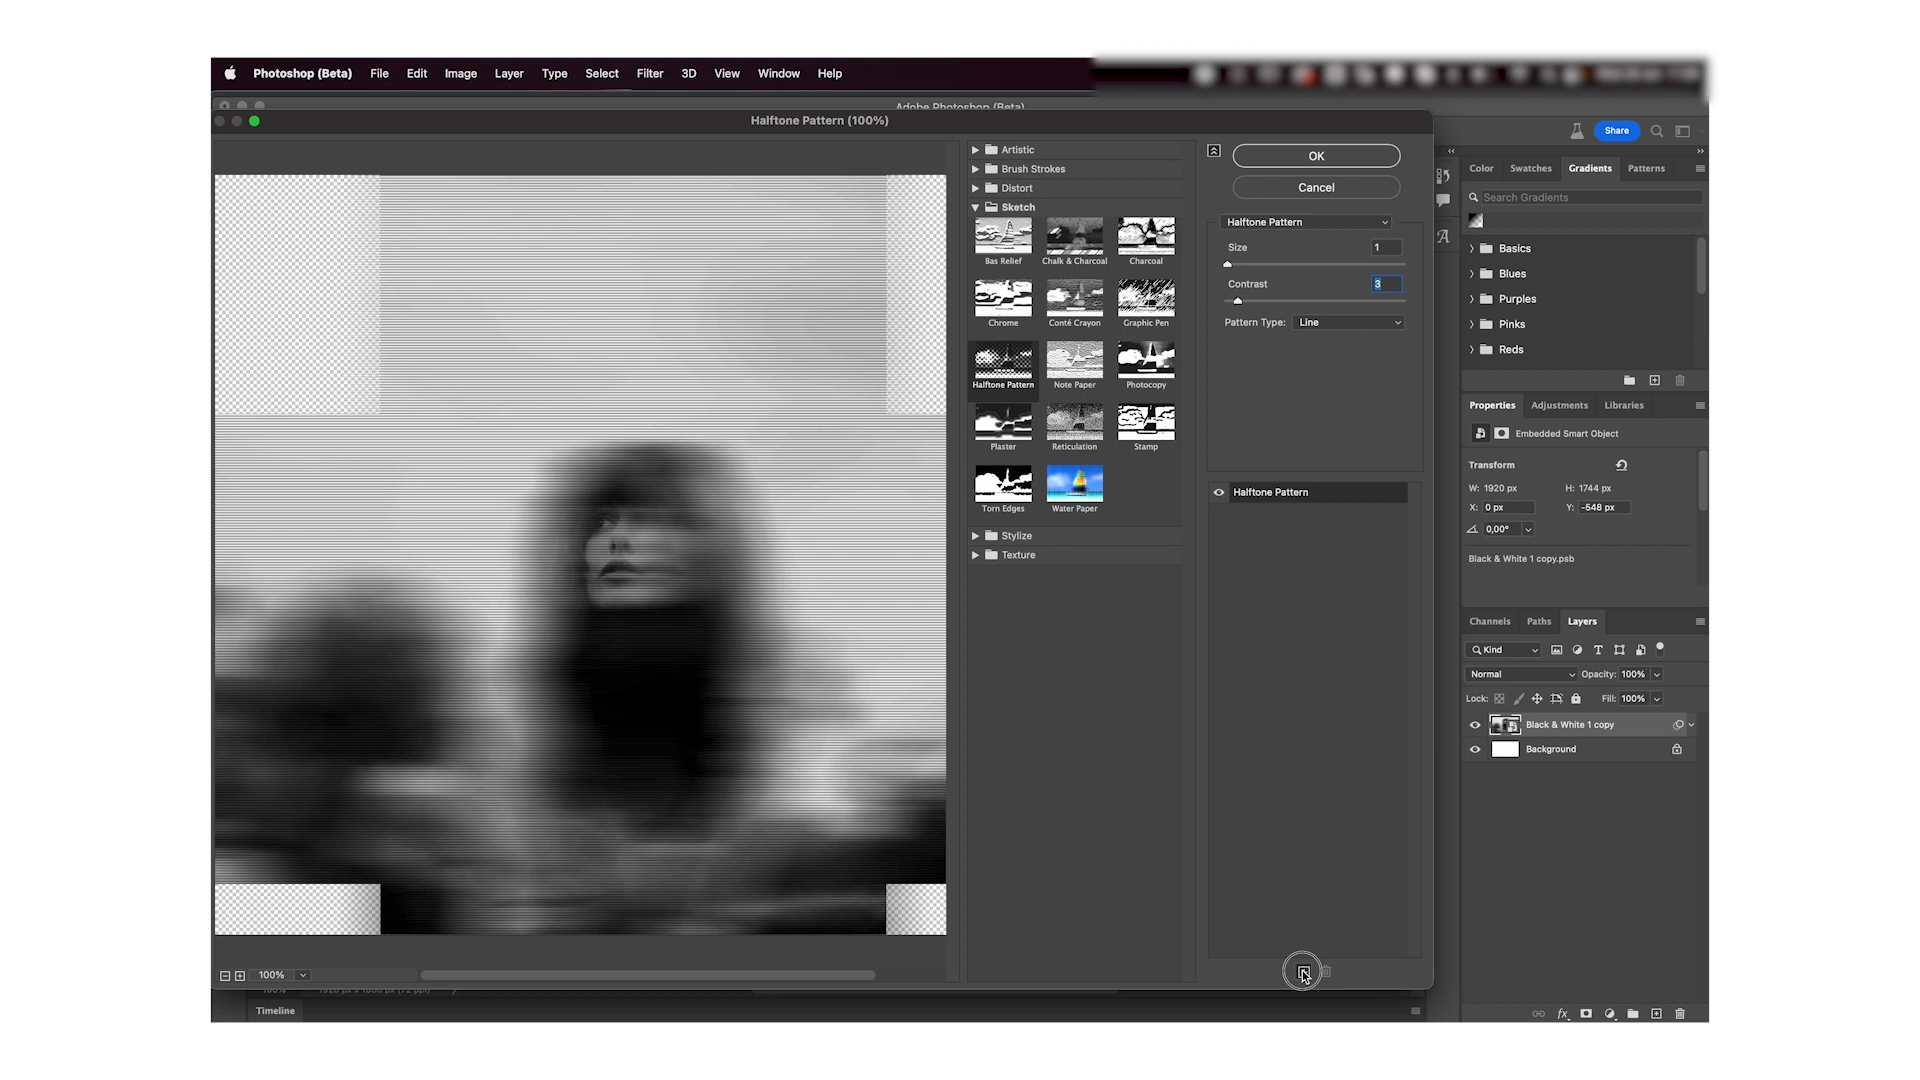 Photoshop (Beta) File Edit Image Layer Type Select Filter 3D View Window Help
Adobe Photoshop (Beta)
Halftone Pattern (100%)
Share
Artistic
Brush Strokes
Distort
Sketch
Bas Relief Chalk & Charcoal Charcoal
Chrome Conté Crayon Graphic Pen
Halftone Pattern Note Paper Photocopy
Plaster Reticulation Stamp
Torn Edges Water Paper
Stylize
Texture
OK
Cancel
Halftone Pattern
Size 1
Contrast 3
Pattern Type: Line
Halftone Pattern
100%
Timeline
Color Swatches Gradients Patterns
Search Gradients
Basics
Blues
Purples
Pinks
Reds
Properties Adjustments Libraries
Embedded Smart Object
Transform
W: 1920 px H: 1744 px
X: 0 px Y: -548 px
0,00°
Black & White 1 copy.psb
Channels Paths Layers
Kind
Normal Opacity: 100%
Lock: Fill: 100%
Black & White 1 copy
Background
fx